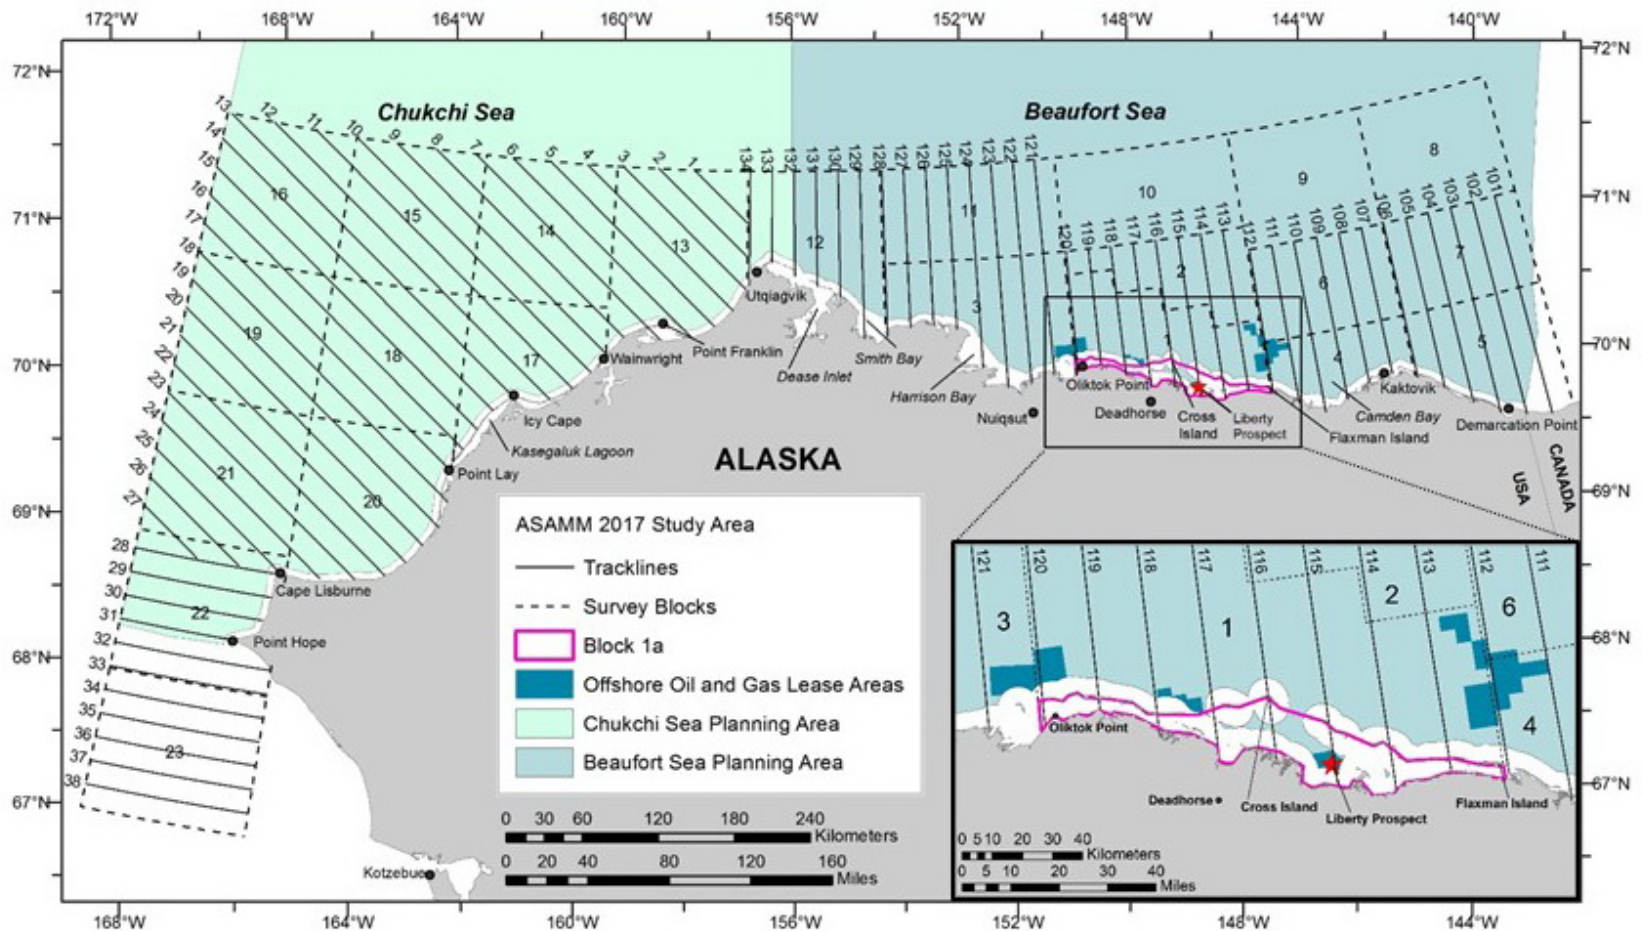 172°W 168°W 164°W 160°W 156°W 152°W 148°W 144°W 140°W
72°N 72°N
Chukchi Sea Beaufort Sea
13 12 11 10 9 8 7 6 5 4 3 2 1 134 133 132 131 130 129 128 127 126 125 124 123 122 121
14
15
16
17
18
19
20
21
22
23
24
25
26
27
28
29
30
31
32
33
34
35
36
37
38
120 119 118 117 116 115 114 113 112 111 110 109 108 107 106 105 104 103 102 101
8
9
10
16
15
14
13
12
11
7
2
6
3
19
18
17
4
5
21
20
22
23
71°N 71°N
70°N 70°N
69°N 69°N
68°N 68°N
67°N 67°N
Utqiaġvik
Wainwright
Point Franklin
Dease Inlet
Smith Bay
Harrison Bay
Nuiqsut
Oliktok Point
Deadhorse
Cross
Island
Liberty
Prospect
Flaxman Island
Camden Bay
Kaktovik
Demarcation Point
Icy Cape
Kasegaluk Lagoon
Point Lay
Cape Lisburne
Point Hope
Kotzebue
ALASKA
USA
CANADA
ASAMM 2017 Study Area
Tracklines
Survey Blocks
Block 1a
Offshore Oil and Gas Lease Areas
Chukchi Sea Planning Area
Beaufort Sea Planning Area
0 30 60 120 180 240
Kilometers
0 20 40 80 120 160
Miles
121 120 119 118 117 116 115 114 113 112 111
3
1
2
6
4
Oliktok Point
Deadhorse
Cross Island
Liberty Prospect
Flaxman Island
0 5 10 20 30 40
Kilometers
0 5 10 20 30 40
Miles
168°W 164°W 160°W 156°W 152°W 148°W 144°W